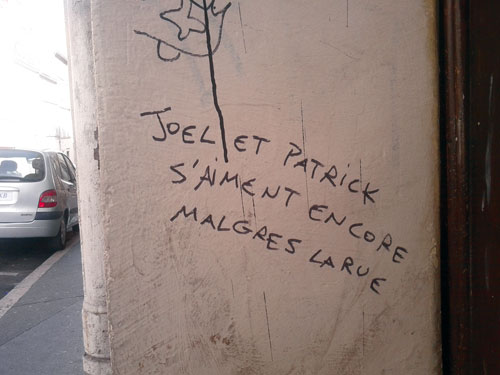 JOEL ET PATRICK
S'AIMENT ENCORE
MALGRES LA RUE